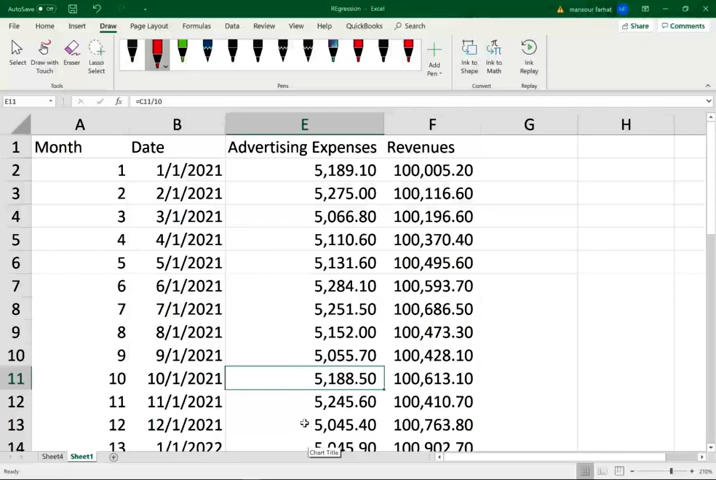 AutoSave Off
REgression - Excel
mansour farhat
MF
File Home Insert Draw Page Layout Formulas Data Review View QuickBooks Search
Share Comments
Select Draw with Touch Eraser Lasso Select Add Pen Ink to Shape Ink to Math Ink Replay
Tools Pens Convert Replay
E11 fx =C11/10
A B E F G H
1 Month Date Advertising Expenses Revenues
2 1 1/1/2021 5,189.10 100,005.20
3 2 2/1/2021 5,275.00 100,116.60
4 3 3/1/2021 5,066.80 100,196.60
5 4 4/1/2021 5,110.60 100,370.40
6 5 5/1/2021 5,131.60 100,495.60
7 6 6/1/2021 5,284.10 100,593.70
8 7 7/1/2021 5,251.50 100,686.50
9 8 8/1/2021 5,152.00 100,473.30
10 9 9/1/2021 5,055.70 100,428.10
11 10 10/1/2021 5,188.50 100,613.10
12 11 11/1/2021 5,245.60 100,410.70
13 12 12/1/2021 5,045.40 100,763.80
14 13 1/1/2022 5,045.90 100,902.70
Chart Title
Sheet4 Sheet1
Ready
210%